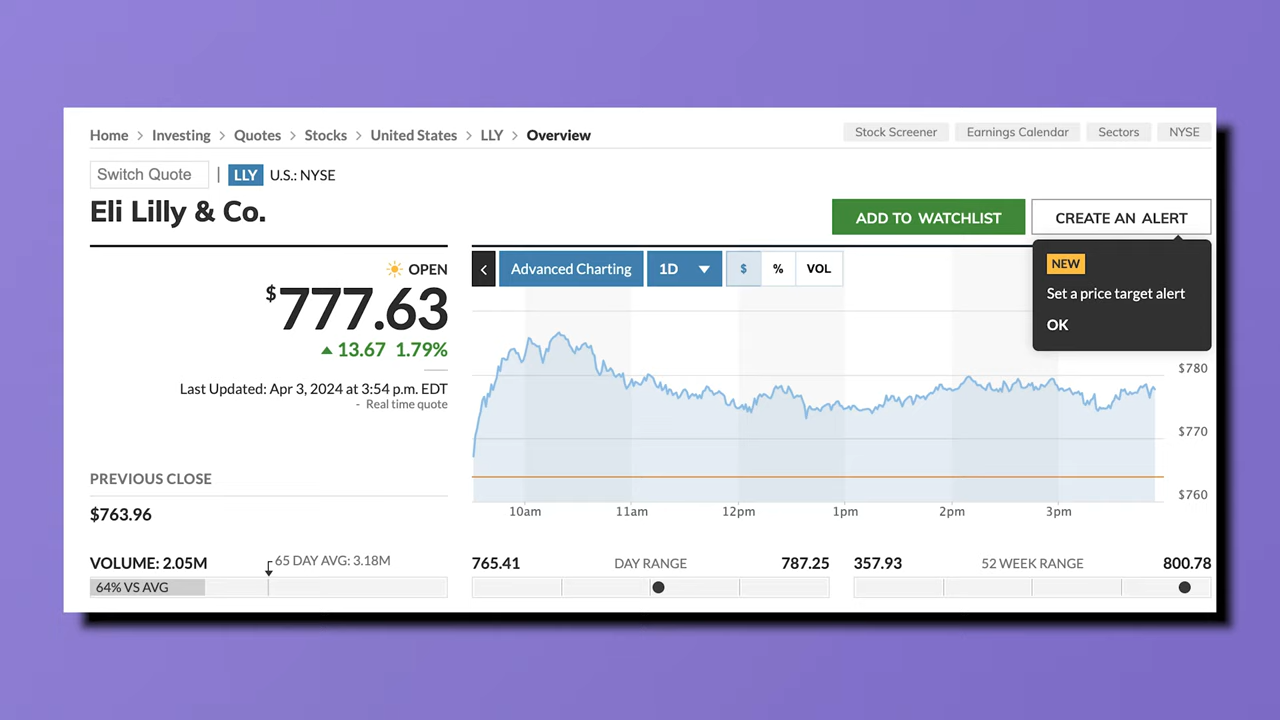 Home > Investing > Quotes > Stocks > United States > LLY > Overview
Stock Screener Earnings Calendar Sectors NYSE
Switch Quote | LLY U.S.: NYSE
Eli Lilly & Co.
ADD TO WATCHLIST CREATE AN ALERT
NEW
Set a price target alert
OK
OPEN
$777.63
13.67 1.79%
Last Updated: Apr 3, 2024 at 3:54 p.m. EDT
- Real time quote
PREVIOUS CLOSE
$763.96
VOLUME: 2.05M
65 DAY AVG: 3.18M
64% VS AVG
< Advanced Charting 1D $ % VOL
$780
$770
$760
10am 11am 12pm 1pm 2pm 3pm
765.41 DAY RANGE 787.25
357.93 52 WEEK RANGE 800.78